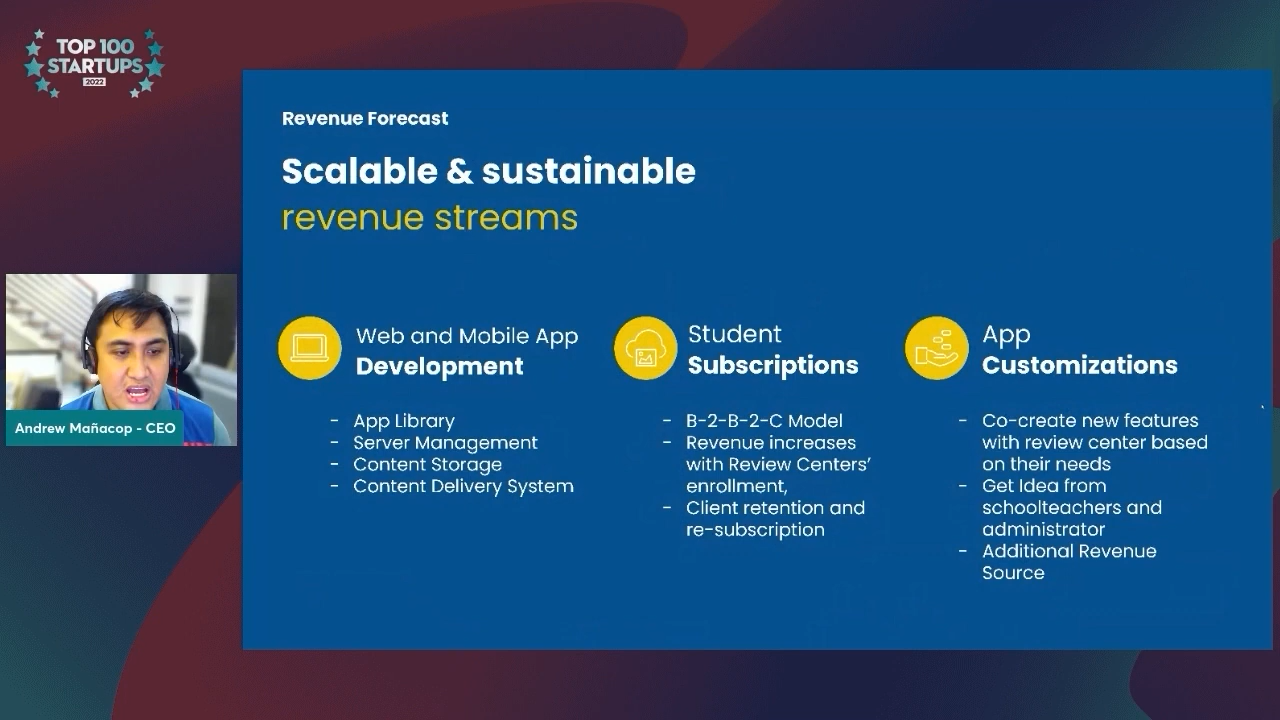 TOP 100
STARTUPS
2022
Revenue Forecast
Scalable & sustainable
revenue streams
Web and Mobile App
Development
- App Library
- Server Management
- Content Storage
- Content Delivery System
Student
Subscriptions
- B-2-B-2-C Model
- Revenue increases
with Review Centers’
enrollment,
- Client retention and
re-subscription
App
Customizations
- Co-create new features
with review center based
on their needs
- Get Idea from
schoolteachers and
administrator
- Additional Revenue
Source
Andrew Mañacop - CEO